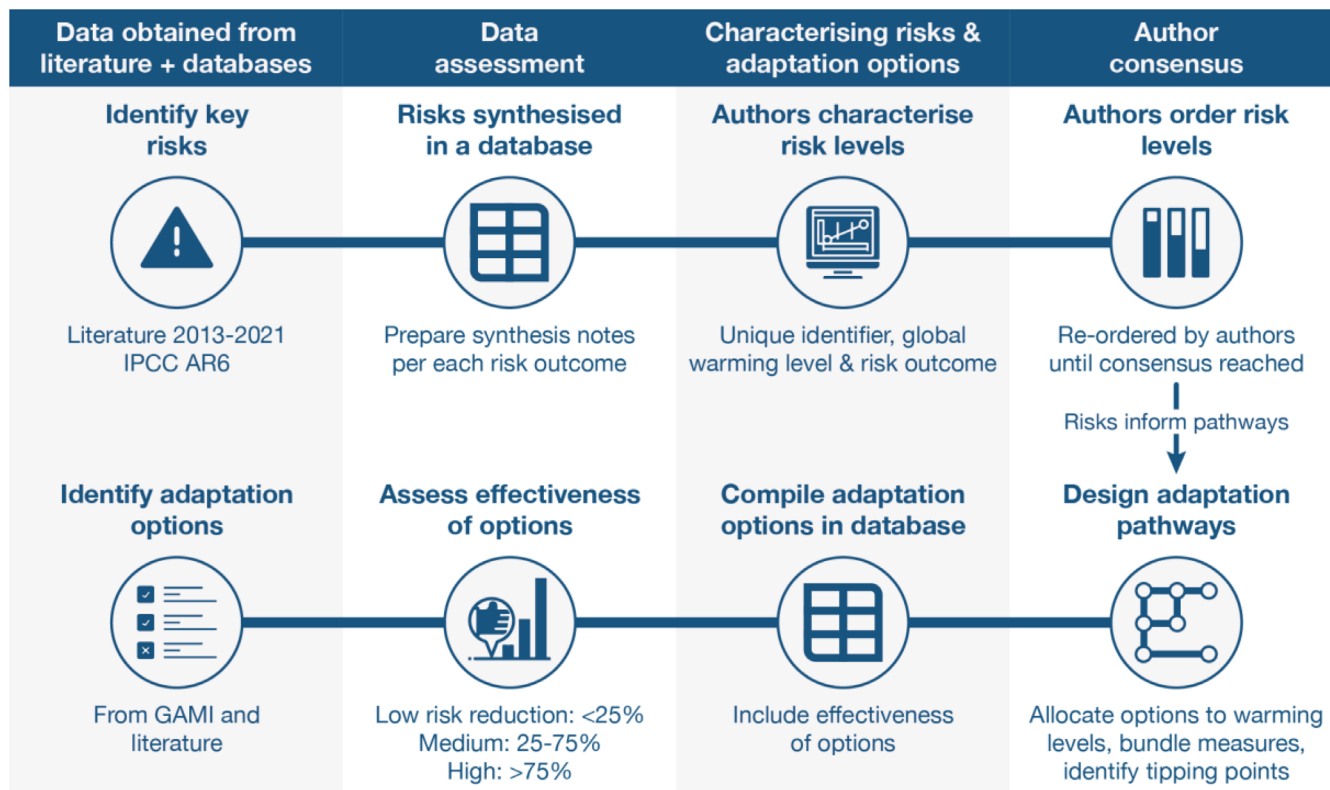 Data obtained from
literature + databases
Data
assessment
Characterising risks &
adaptation options
Author
consensus
Identify key
risks
Risks synthesised
in a database
Authors characterise
risk levels
Authors order risk
levels
Literature 2013-2021
IPCC AR6
Prepare synthesis notes
per each risk outcome
Unique identifier, global
warming level & risk outcome
Re-ordered by authors
until consensus reached
Risks inform pathways
Identify adaptation
options
Assess effectiveness
of options
Compile adaptation
options in database
Design adaptation
pathways
From GAMI and
literature
Low risk reduction: <25%
Medium: 25-75%
High: >75%
Include effectiveness
of options
Allocate options to warming
levels, bundle measures,
identify tipping points